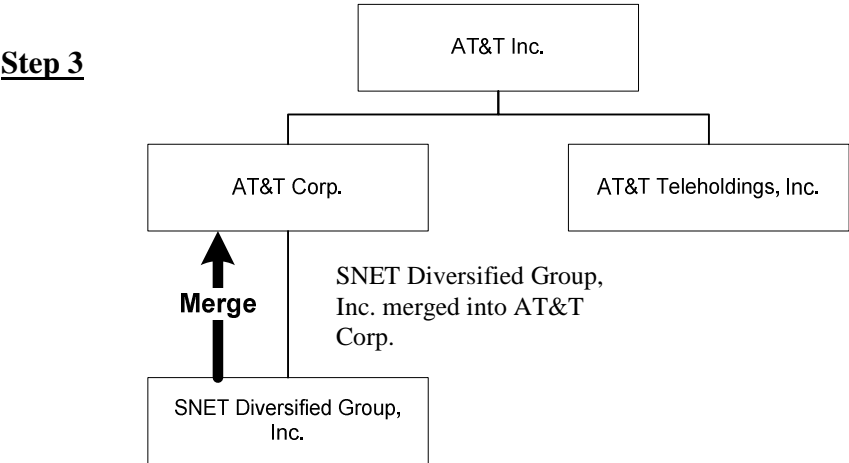 AT&T Inc.
Step 3
AT&T Corp.
AT&T Teleholdings, Inc.
SNET Diversified Group,
Inc. merged into AT&T
Corp.
Merge
SNET Diversified Group,
Inc.